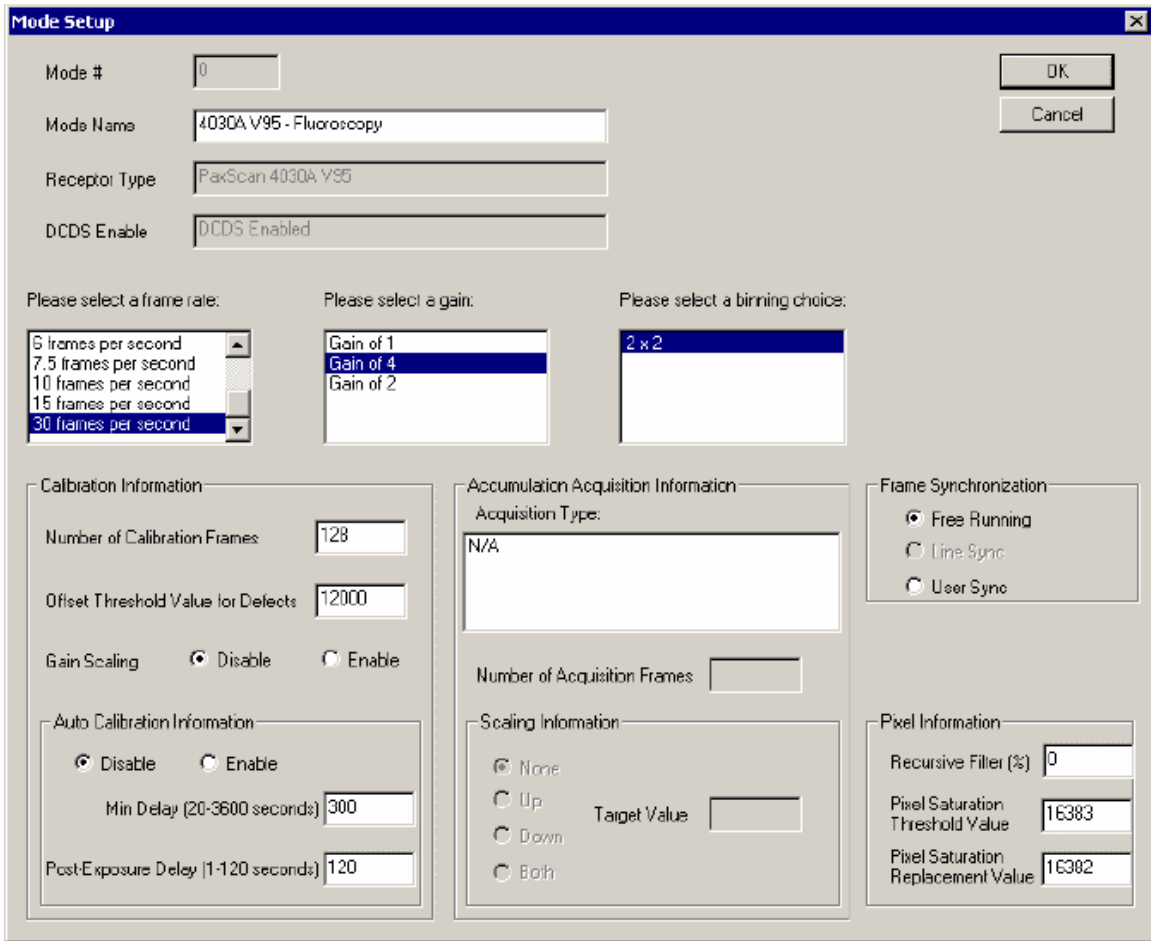 Mode Setup
Mode #
0
OK
Mode Name
4030A V95 - Fluoroscopy
Cancel
Receptor Type
PaxScan 4030A V95
DCDS Enable
DCDS Enabled
Please select a frame rate:
6 frames per second
7.5 frames per second
10 frames per second
15 frames per second
30 frames per second
Please select a gain:
Gain of 1
Gain of 4
Gain of 2
Please select a binning choice:
2 x 2
Calibration Information
Number of Calibration Frames
128
Offset Threshold Value for Defects
12000
Gain Scaling
Disable
Enable
Auto Calibration Information
Disable
Enable
Min Delay (20-3600 seconds)
300
Post-Exposure Delay (1-120 seconds)
120
Accumulation Acquisition Information
Acquisition Type:
N/A
Number of Acquisition Frames
Scaling Information
None
Up
Down
Both
Target Value
Frame Synchronization
Free Running
Line Sync
User Sync
Pixel Information
Recursive Filter (%)
0
Pixel Saturation
Threshold Value
16383
Pixel Saturation
Replacement Value
16382